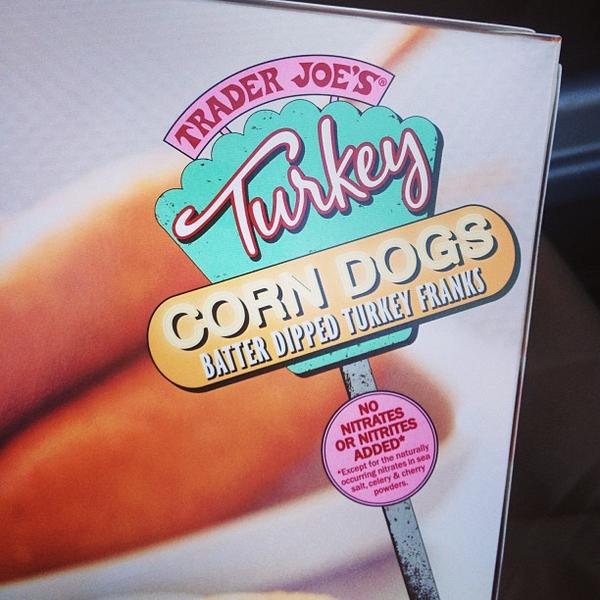 TRADER JOE'S®
Turkey
CORN DOGS
BATTER DIPPED TURKEY FRANKS
NO
NITRATES
OR NITRITES
ADDED*
*Except for the naturally
occurring nitrates in sea
salt, celery & cherry
powders.